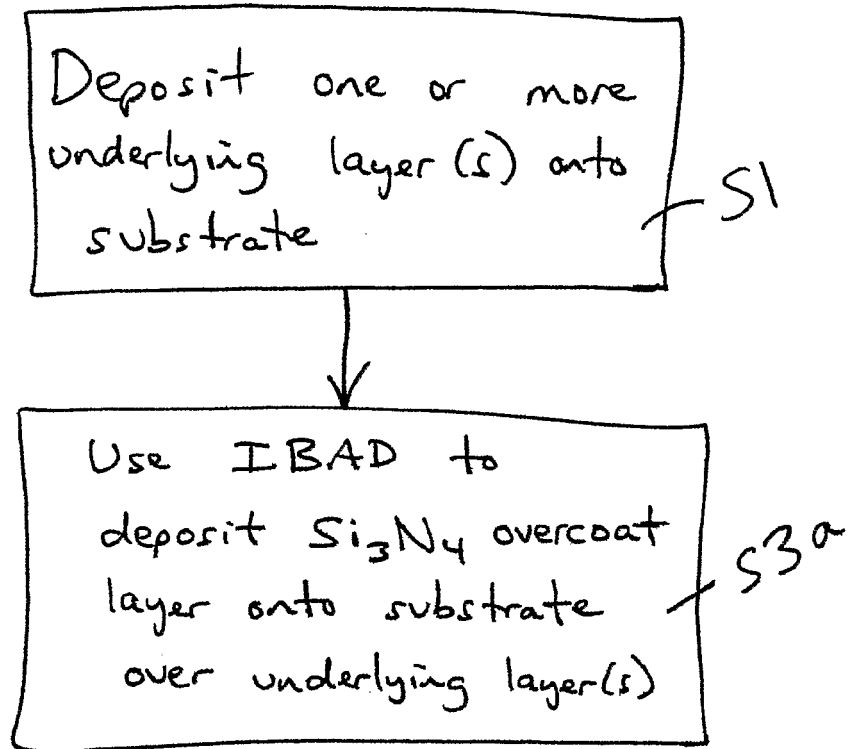 Deposit one or more
underlying layer(s) onto
substrate
S1
Use IBAD to
deposit Si₃N₄ overcoat
layer onto substrate
over underlying layer(s)
S3a